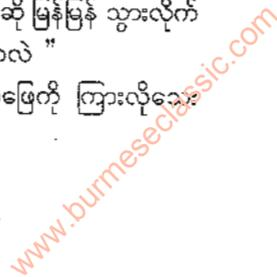 ဆို မြန်မြန် သွားလိုက်
လဲ ”
ဖြေကို ကြားလိုသော
www.burmeseclassic.com